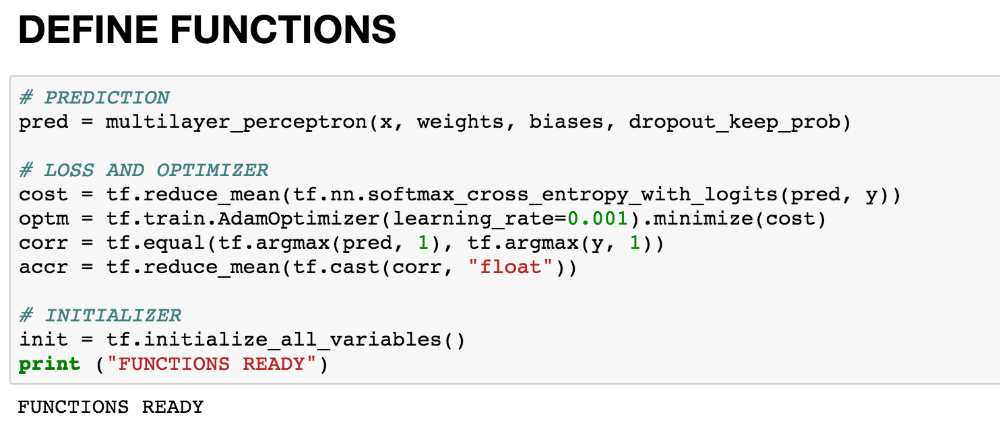 DEFINE FUNCTIONS
# PREDICTION
pred = multilayer_perceptron(x, weights, biases, dropout_keep_prob)
# LOSS AND OPTIMIZER
cost = tf.reduce_mean(tf.nn.softmax_cross_entropy_with_logits(pred, y))
optm = tf.train.AdamOptimizer(learning_rate=0.001).minimize(cost)
corr = tf.equal(tf.argmax(pred, 1), tf.argmax(y, 1))
accr = tf.reduce_mean(tf.cast(corr, "float"))
# INITIALIZER
init = tf.initialize_all_variables()
print ("FUNCTIONS READY")
FUNCTIONS READY